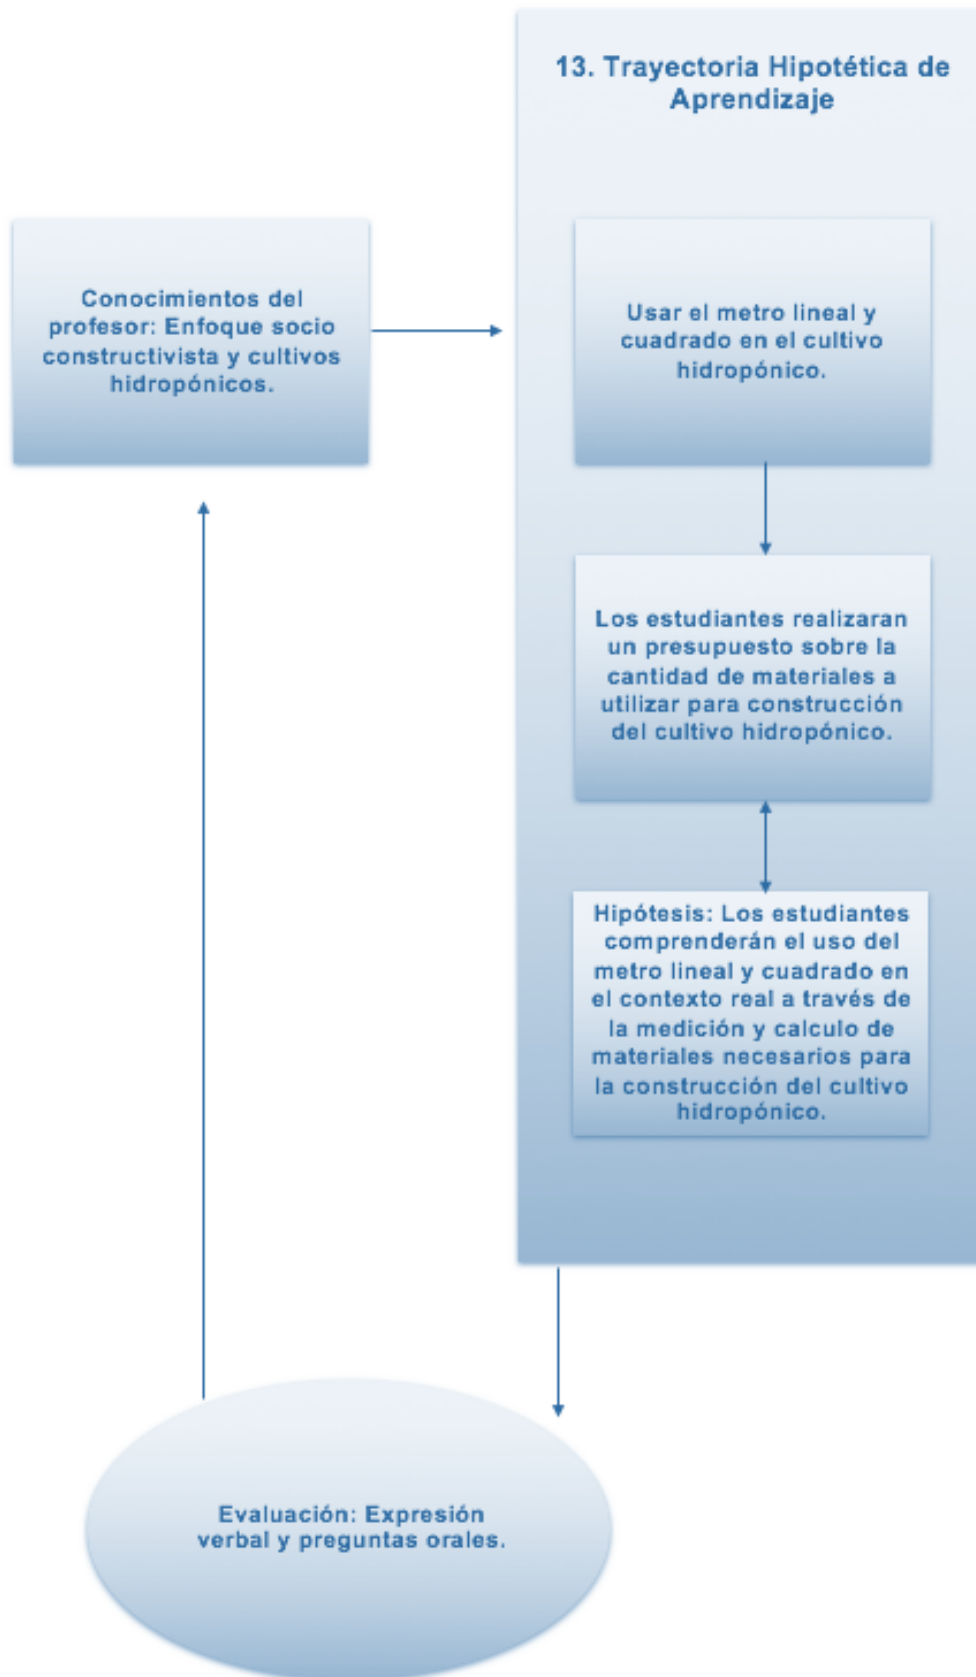 13. Trayectoria Hipotética de
Aprendizaje
Conocimientos del
profesor: Enfoque socio
constructivista y cultivos
hidropónicos.
Usar el metro lineal y
cuadrado en el cultivo
hidropónico.
Los estudiantes realizaran
un presupuesto sobre la
cantidad de materiales a
utilizar para construcción
del cultivo hidropónico.
Hipótesis: Los estudiantes
comprenderán el uso del
metro lineal y cuadrado en
el contexto real a través de
la medición y calculo de
materiales necesarios para
la construcción del cultivo
hidropónico.
Evaluación: Expresión
verbal y preguntas orales.